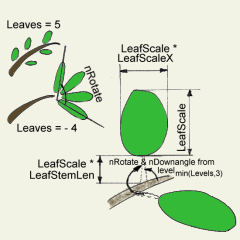 Leaves = 5
LeafScale *
LeafScaleX
nRotate
LeafScale
Leaves = - 4
LeafScale *
LeafStemLen
nRotate & nDownangle from
level min(Levels,3)